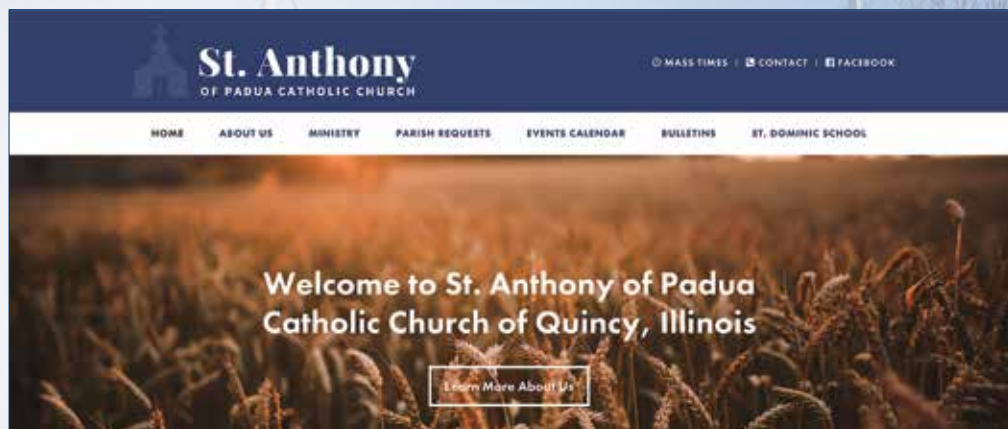 St. Anthony
OF PADUA CATHOLIC CHURCH
MASS TIMES | CONTACT | FACEBOOK
HOME ABOUT US MINISTRY PARISH REQUESTS EVENTS CALENDAR BULLETINS ST. DOMINIC SCHOOL
Welcome to St. Anthony of Padua
Catholic Church of Quincy, Illinois
Learn More About Us